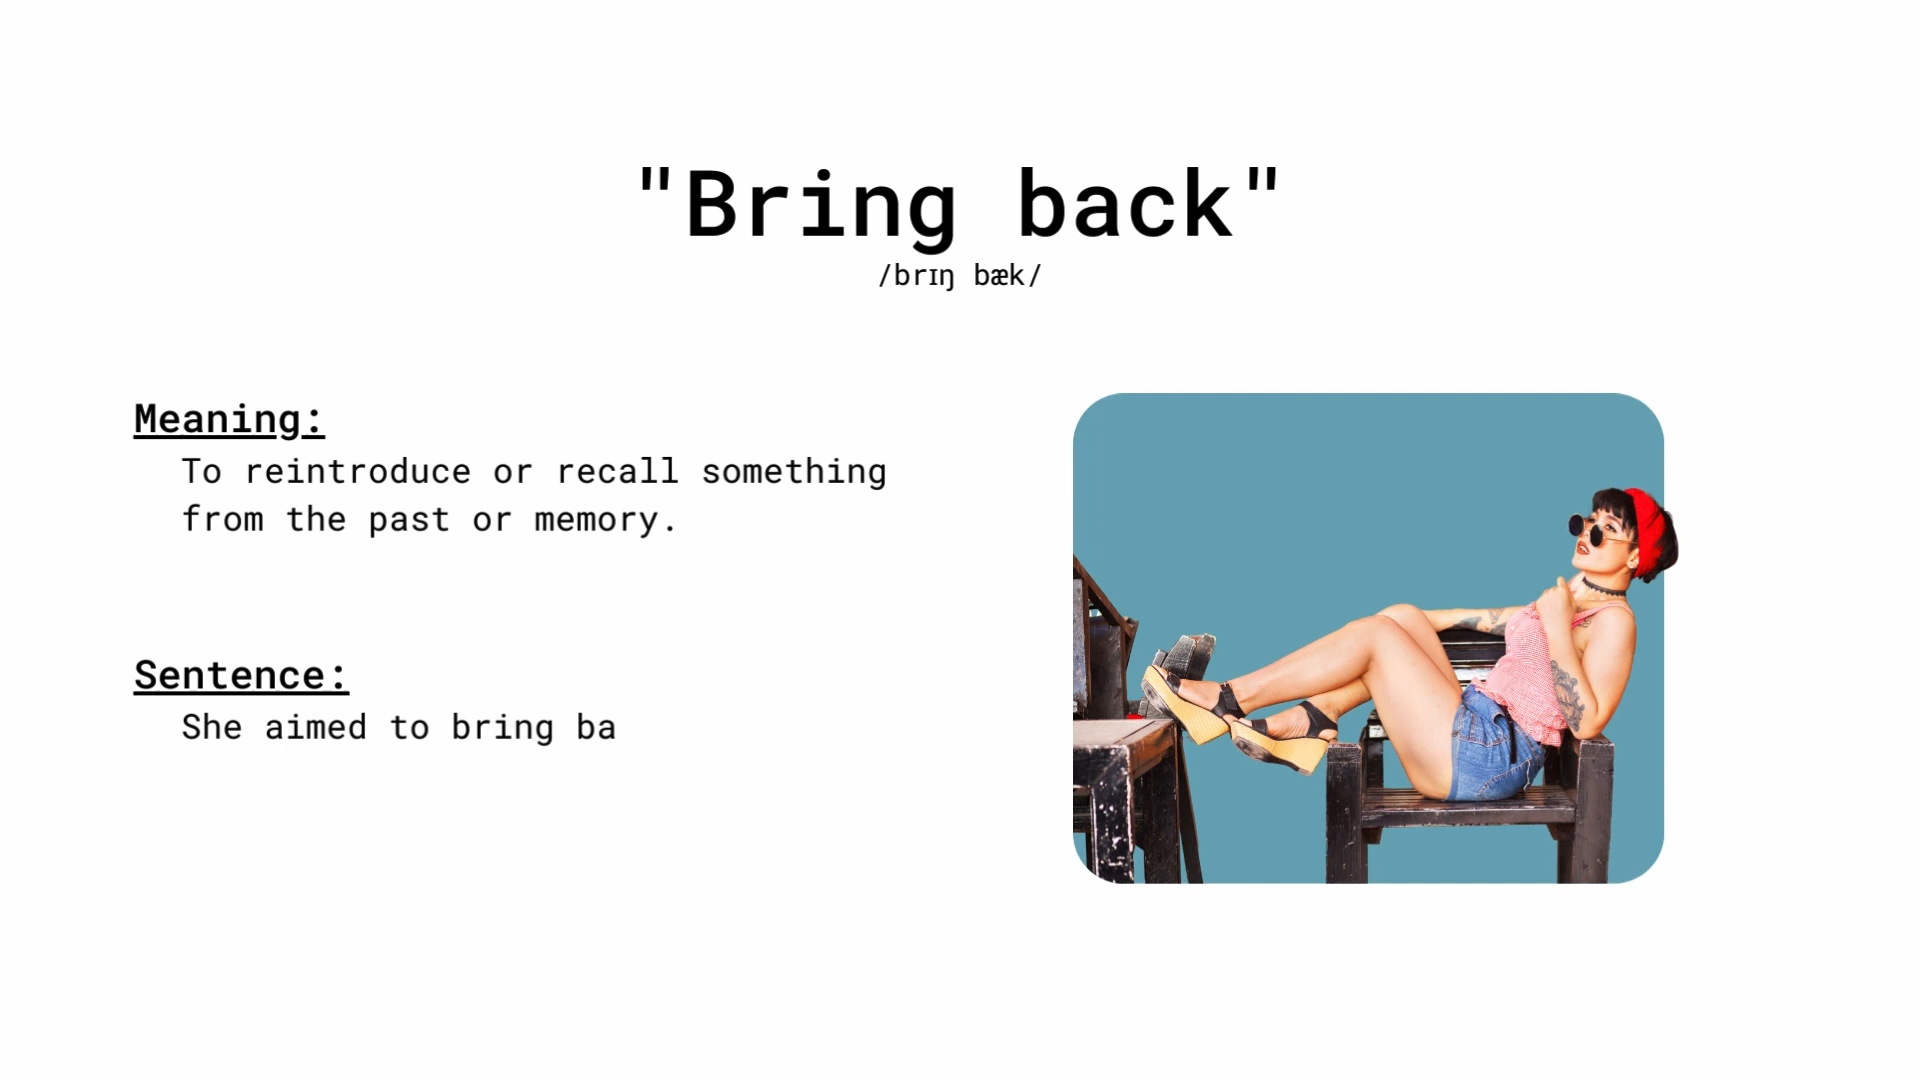 "Bring back"
/brɪŋ bæk/
Meaning:
To reintroduce or recall something
from the past or memory.
Sentence:
She aimed to bring ba